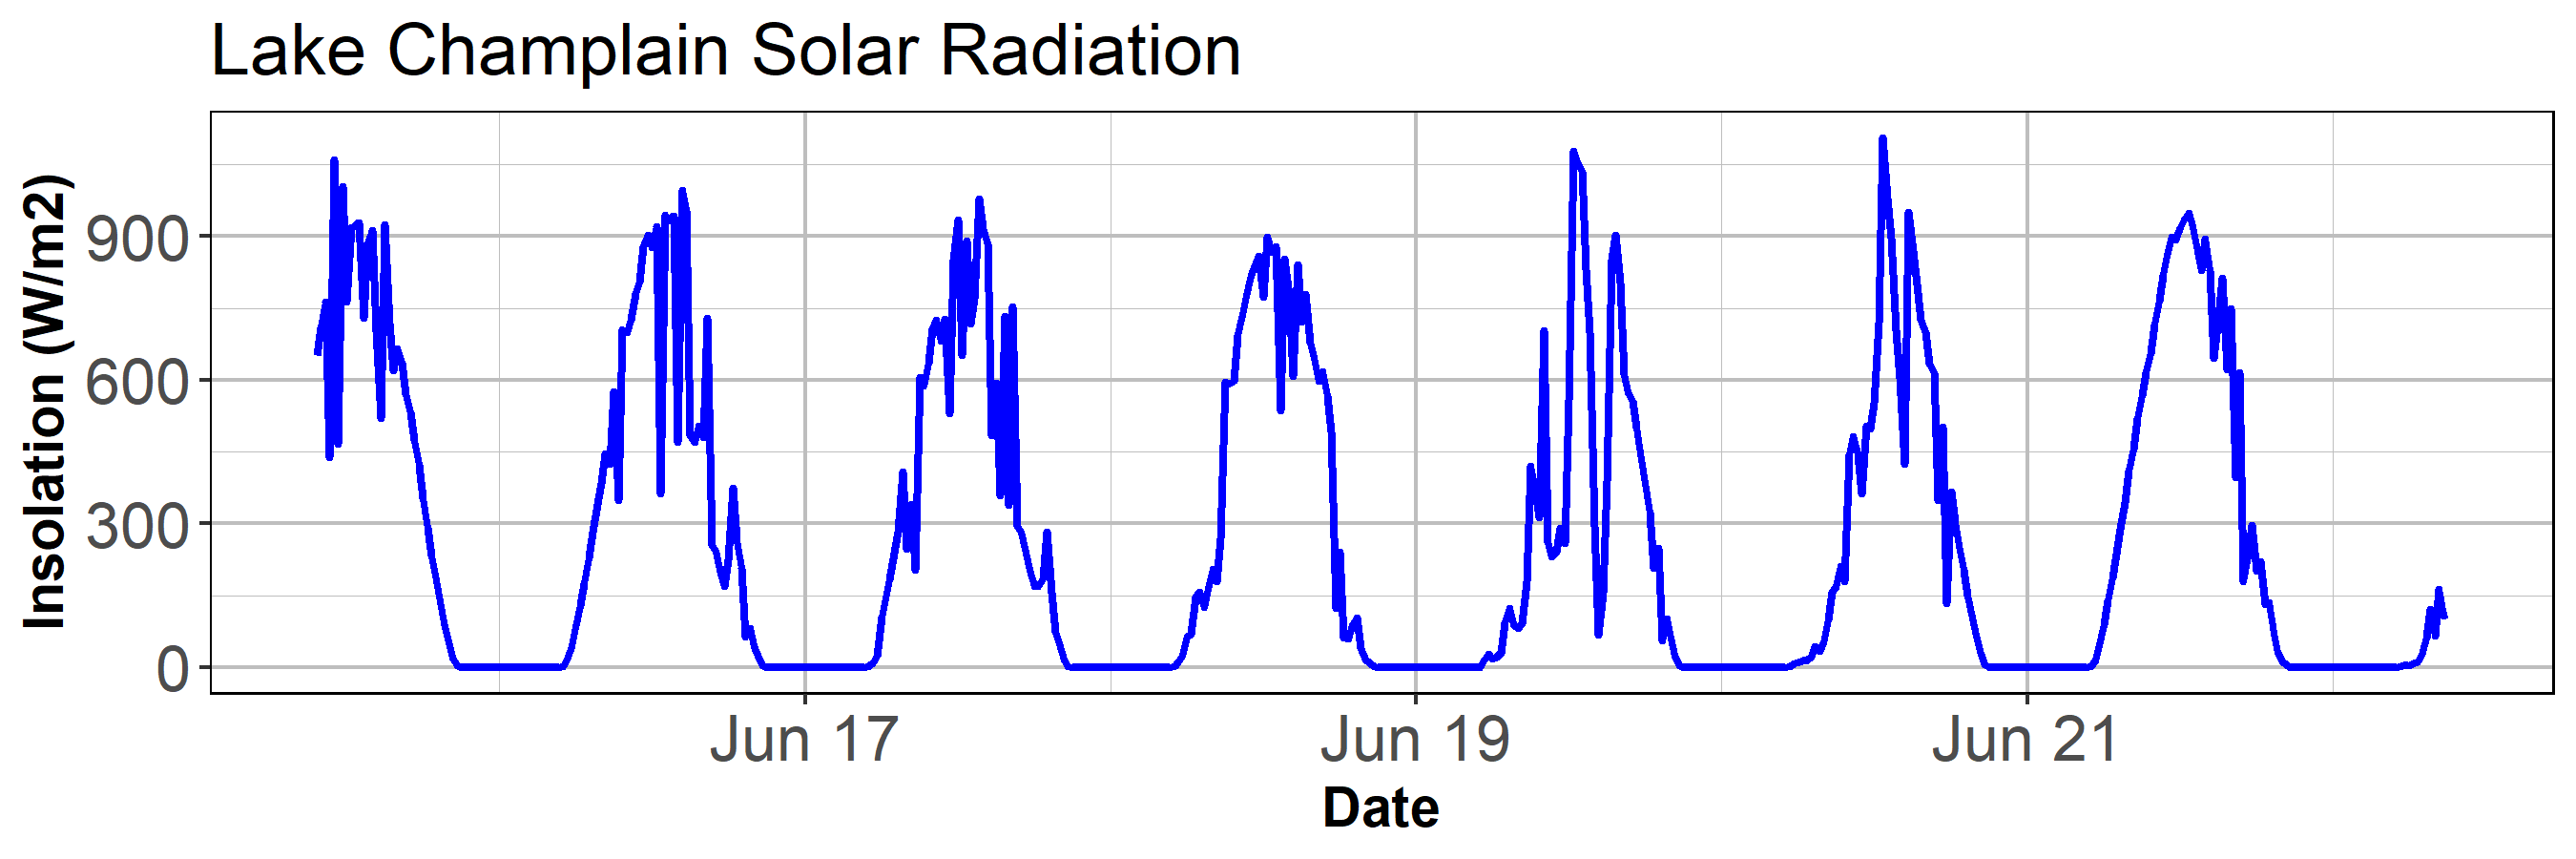 Lake Champlain Solar Radiation
Insolation (W/m2)
900
600
300
0
Jun 17 Jun 19 Jun 21
Date